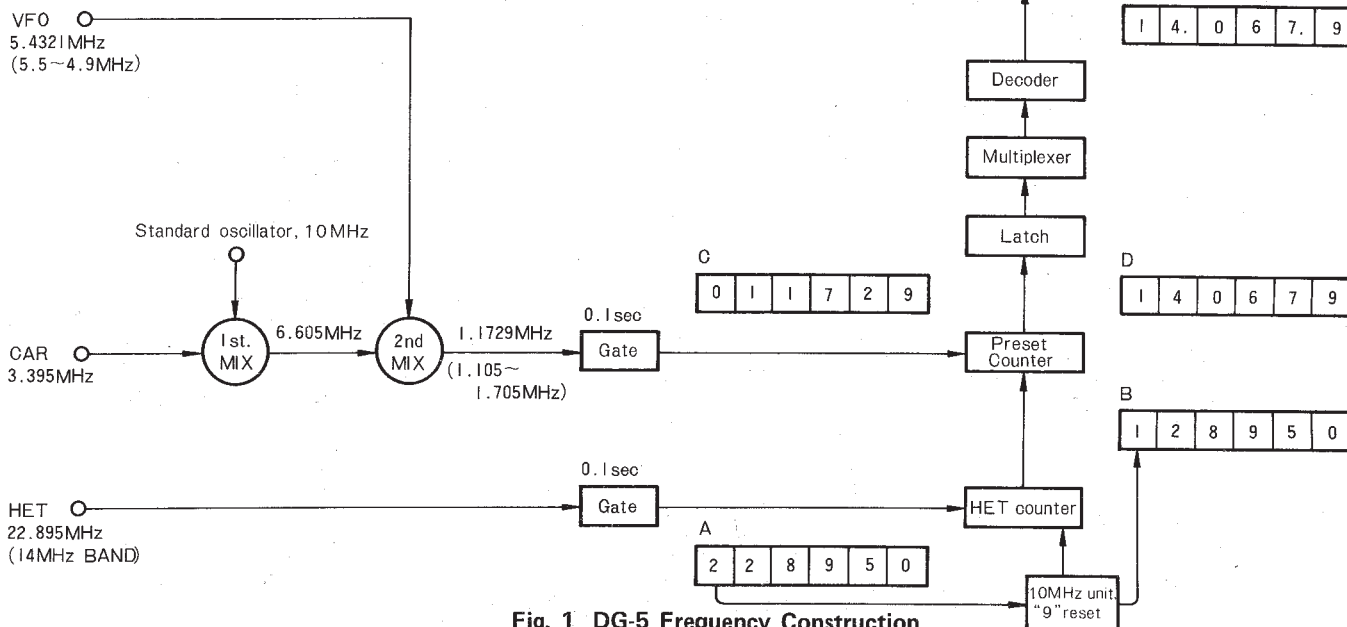 VFO
5.4321MHz
(5.5~4.9MHz)
1 4. 0 6 7. 9
Decoder
Multiplexer
Standard oscillator, 10MHz
Latch
C
0 1 1 7 2 9
D
1 4 0 6 7 9
0.1sec
CAR
3.395MHz
1st.
MIX
6.605MHz
2nd
MIX
1.1729MHz
(1.105~
1.705MHz)
Gate
Preset
Counter
B
1 2 8 9 5 0
0.1sec
HET
22.895MHz
(14MHz BAND)
Gate
HET counter
A
2 2 8 9 5 0
10MHz unit.
"9" reset
Fig. 1 DG-5 Frequency Construction